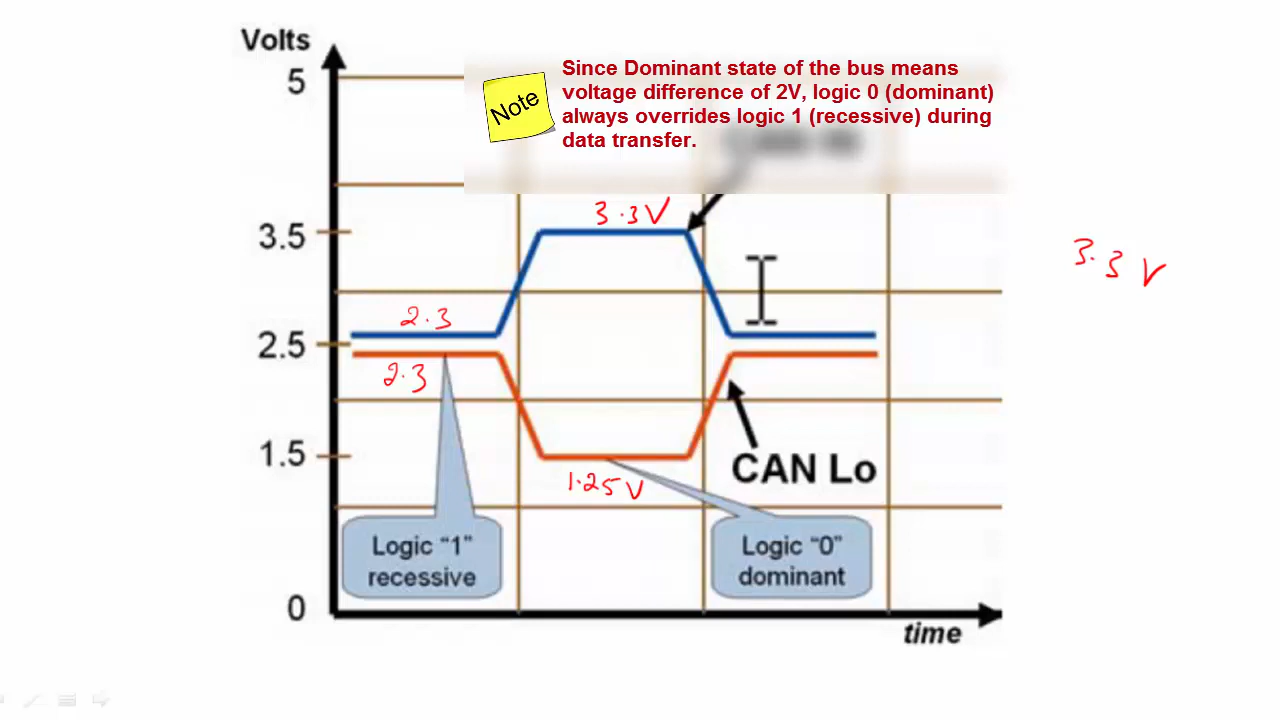 Volts
5
Note
Since Dominant state of the bus means
voltage difference of 2V, logic 0 (dominant)
always overrides logic 1 (recessive) during
data transfer.
3.3V
3.5
3.3 V
2.3
2.5
2.3
1.5
CAN Lo
1.25V
Logic “1”
recessive
Logic “0”
dominant
0
time